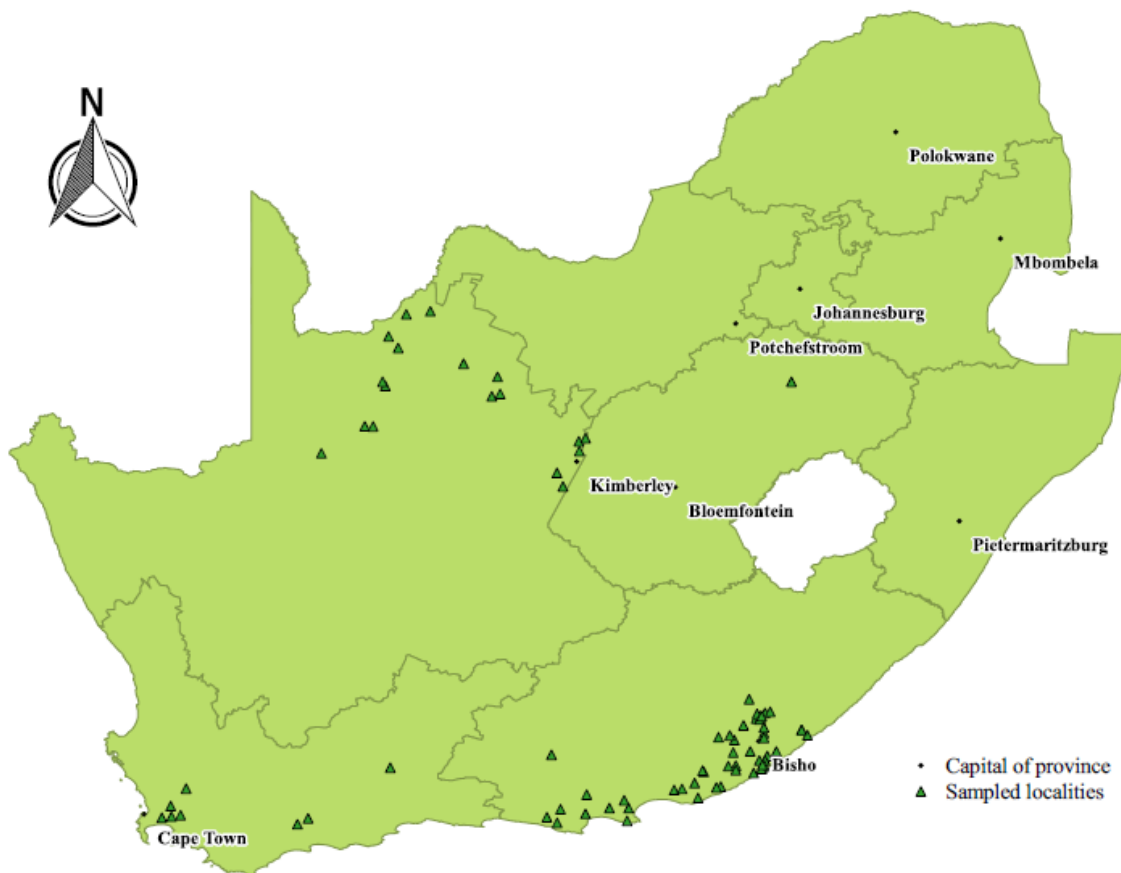 N
Polokwane
Mbombela
Johannesburg
Potchefstroom
Kimberley
Bloemfontein
Pietermaritzburg
Bisho
Capital of province
Sampled localities
Cape Town